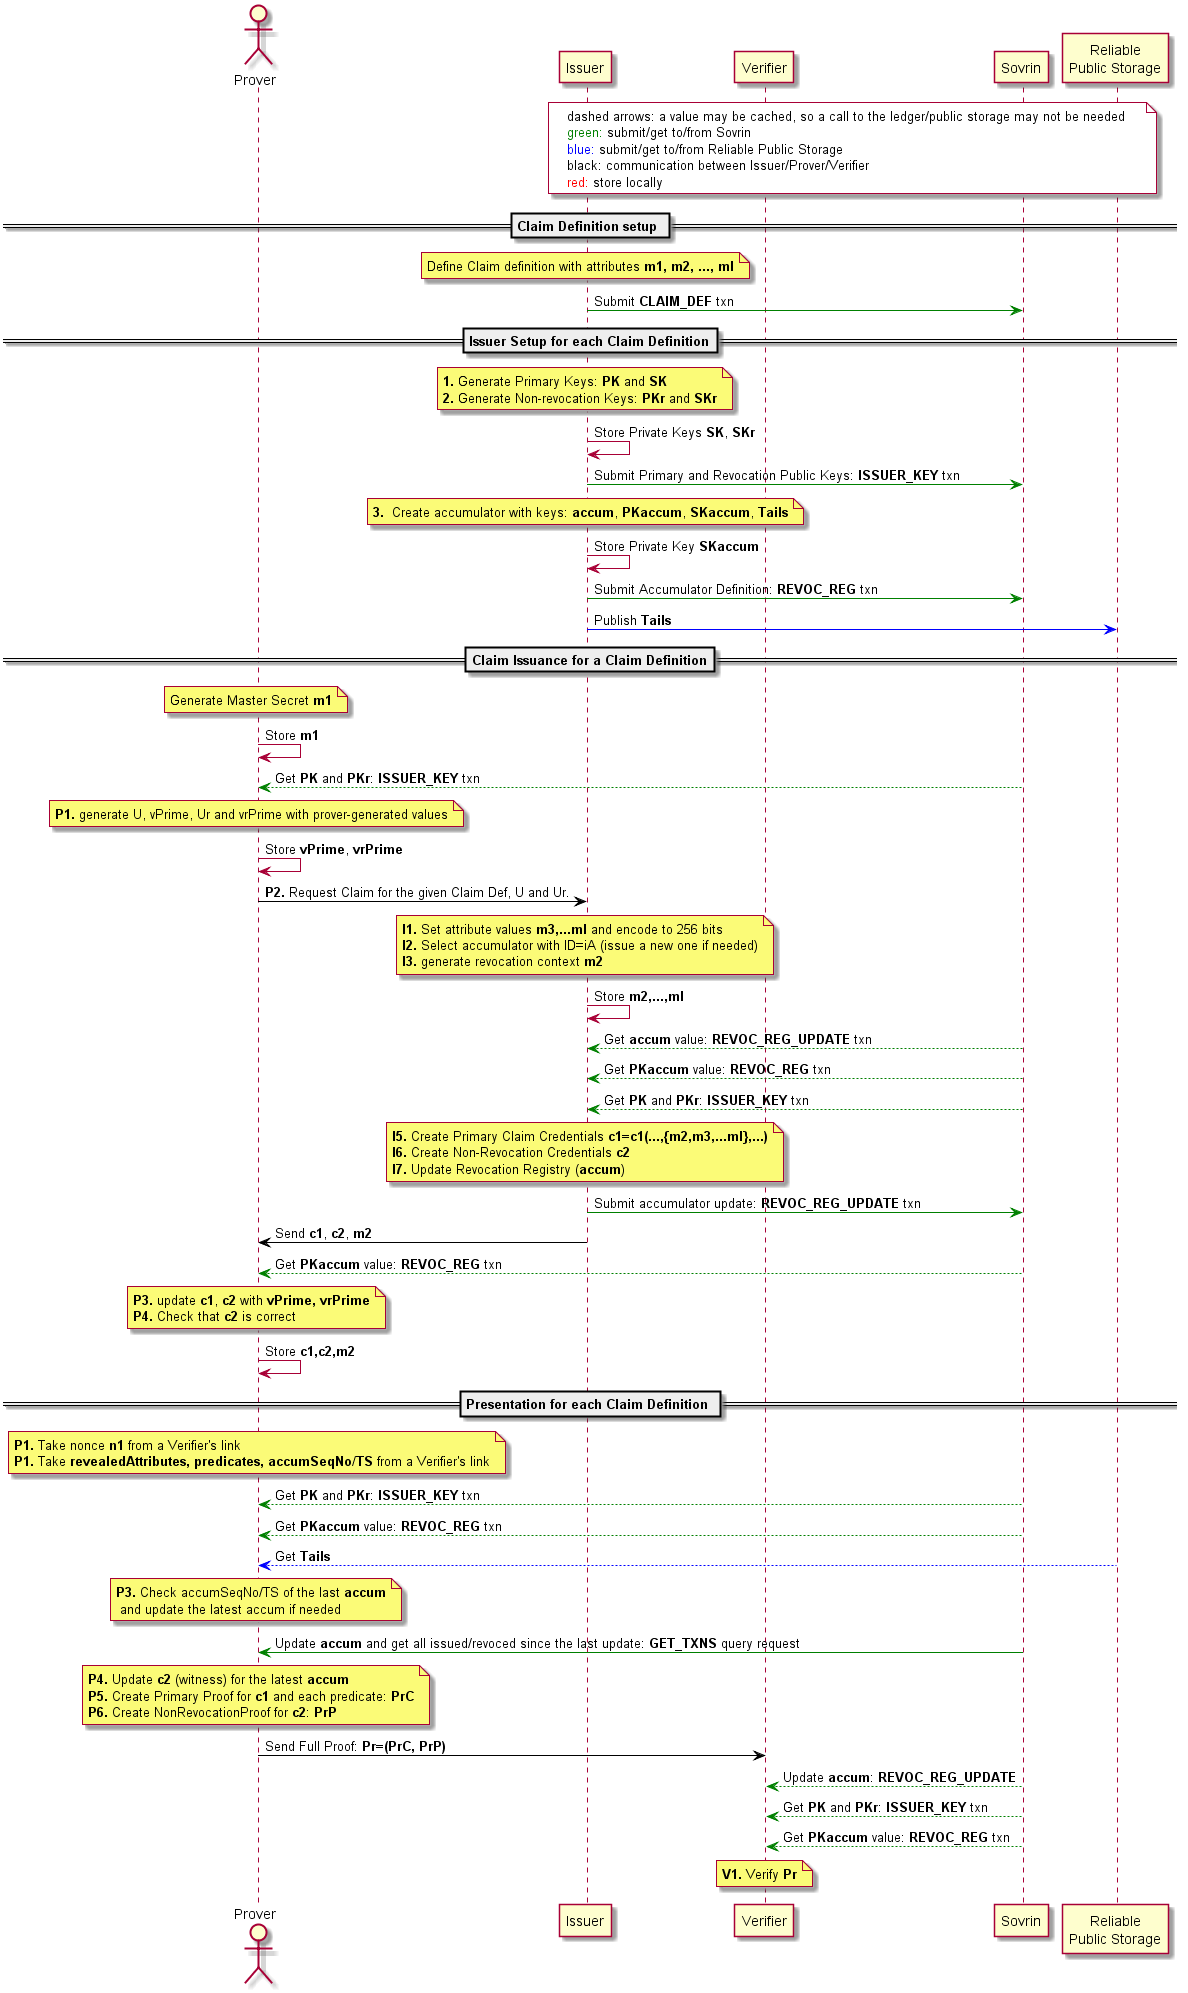 Prover
Issuer
Verifier
Sovrin
Reliable
Public Storage
dashed arrows: a value may be cached, so a call to the ledger/public storage may not be needed
green: submit/get to/from Sovrin
blue: submit/get to/from Reliable Public Storage
black: communication between Issuer/Prover/Verifier
red: store locally
Claim Definition setup
Define Claim definition with attributes m1, m2, ..., ml
Submit CLAIM_DEF txn
Issuer Setup for each Claim Definition
1. Generate Primary Keys: PK and SK
2. Generate Non-revocation Keys: PKr and SKr
Store Private Keys SK, SKr
Submit Primary and Revocation Public Keys: ISSUER_KEY txn
3. Create accumulator with keys: accum, PKaccum, SKaccum, Tails
Store Private Key SKaccum
Submit Accumulator Definition: REVOC_REG txn
Publish Tails
Claim Issuance for a Claim Definition
Generate Master Secret m1
Store m1
Get PK and PKr: ISSUER_KEY txn
P1. generate U, vPrime, Ur and vrPrime with prover-generated values
Store vPrime, vrPrime
P2. Request Claim for the given Claim Def, U and Ur.
I1. Set attribute values m3,...ml and encode to 256 bits
I2. Select accumulator with ID=iA (issue a new one if needed)
I3. generate revocation context m2
Store m2,...,ml
Get accum value: REVOC_REG_UPDATE txn
Get PKaccum value: REVOC_REG txn
Get PK and PKr: ISSUER_KEY txn
I5. Create Primary Claim Credentials c1=c1(...,{m2,m3,...ml},...)
I6. Create Non-Revocation Credentials c2
I7. Update Revocation Registry (accum)
Submit accumulator update: REVOC_REG_UPDATE txn
Send c1, c2, m2
Get PKaccum value: REVOC_REG txn
P3. update c1, c2 with vPrime, vrPrime
P4. Check that c2 is correct
Store c1,c2,m2
Presentation for each Claim Definition
P1. Take nonce n1 from a Verifier's link
P1. Take revealedAttributes, predicates, accumSeqNo/TS from a Verifier's link
Get PK and PKr: ISSUER_KEY txn
Get PKaccum value: REVOC_REG txn
Get Tails
P3. Check accumSeqNo/TS of the last accum
and update the latest accum if needed
Update accum and get all issued/revoced since the last update: GET_TXNS query request
P4. Update c2 (witness) for the latest accum
P5. Create Primary Proof for c1 and each predicate: PrC
P6. Create NonRevocationProof for c2: PrP
Send Full Proof: Pr=(PrC, PrP)
Update accum: REVOC_REG_UPDATE
Get PK and PKr: ISSUER_KEY txn
Get PKaccum value: REVOC_REG txn
V1. Verify Pr
Prover
Issuer
Verifier
Sovrin
Reliable
Public Storage